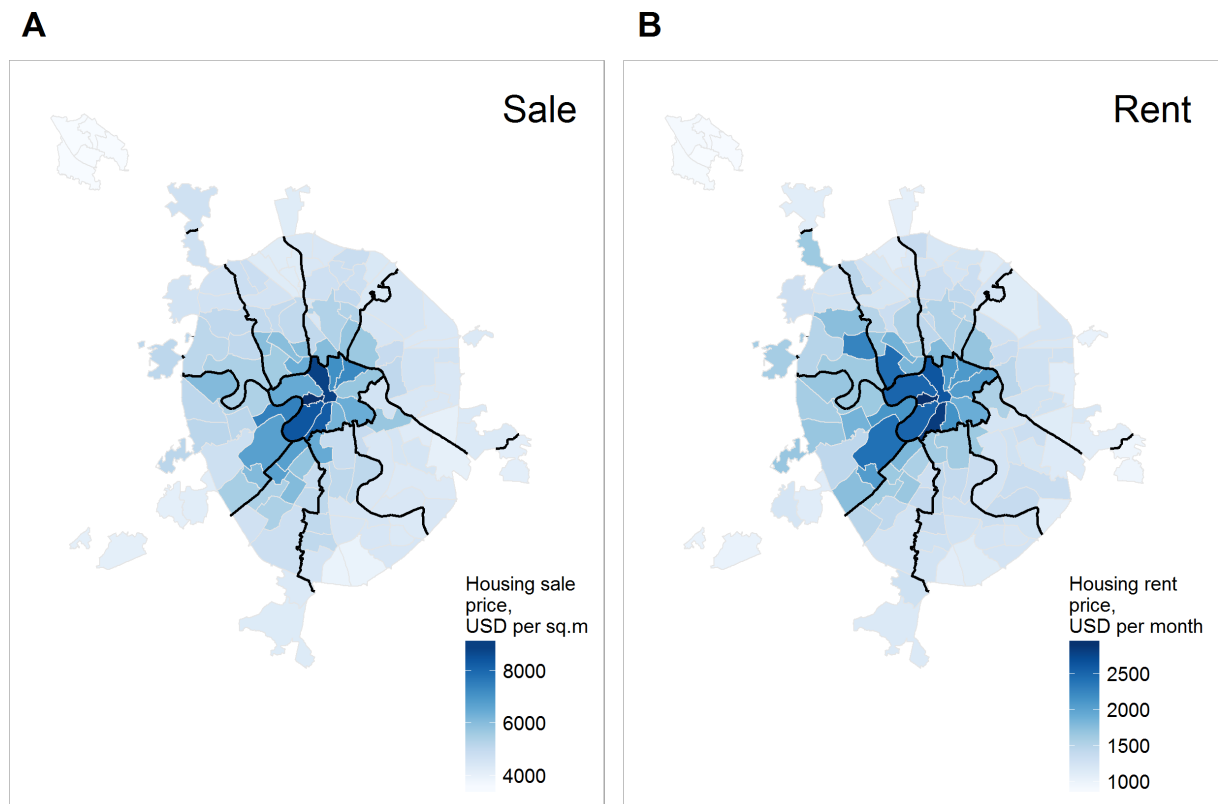 A
Sale
Housing sale
price,
USD per sq.m
8000
6000
4000
B
Rent
Housing rent
price,
USD per month
2500
2000
1500
1000